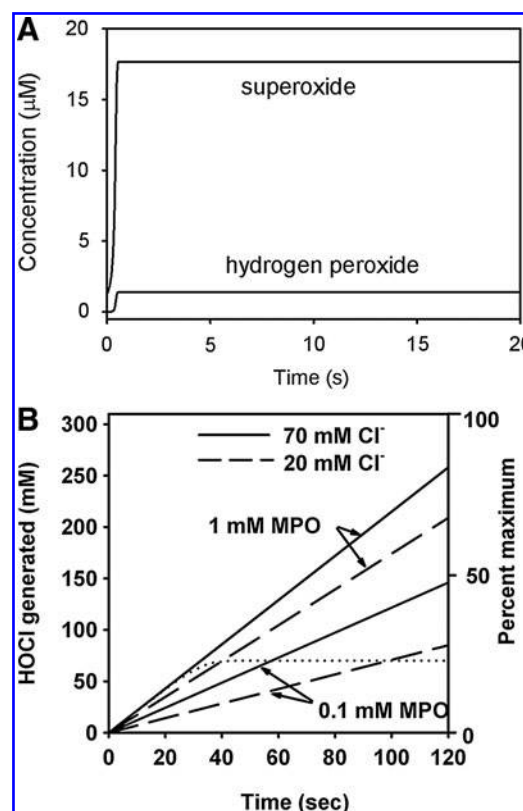 A
20
15
10
5
0
Concentration (µM)
superoxide
hydrogen peroxide
0 5 10 15 20
Time (s)
B
300
250
200
150
100
50
0
HOCl generated (mM)
70 mM Cl⁻
20 mM Cl⁻
1 mM MPO
0.1 mM MPO
100
50
0
Percent maximum
0 20 40 60 80 100 120
Time (sec)